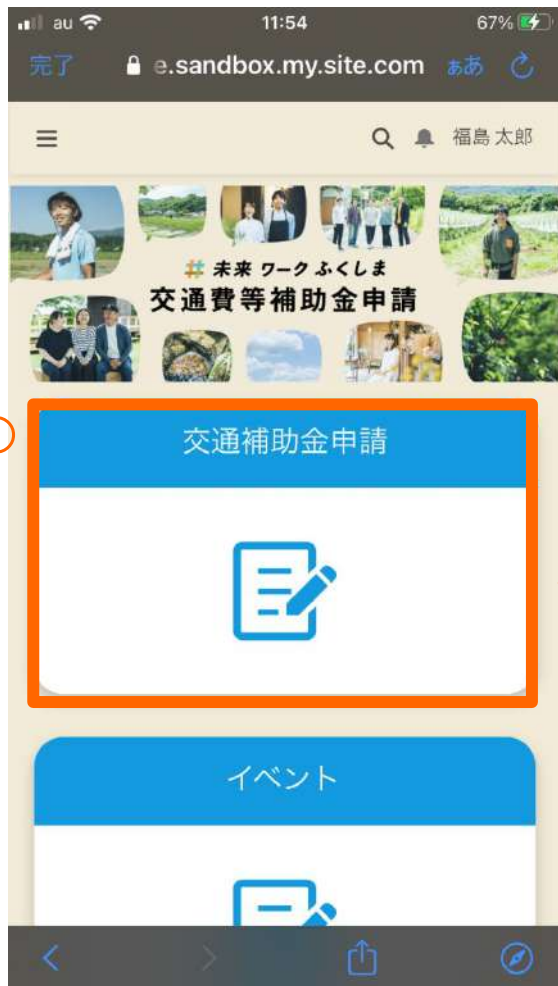 au 11:54 67%
完了 e.sandbox.my.site.com ぁあ
福島 太郎
# 未来 ワーク ふくしま
交通費等補助金申請
交通補助金申請
イベント